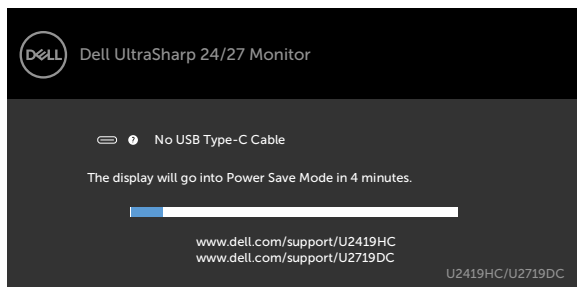 DELL
Dell UltraSharp 24/27 Monitor
? No USB Type-C Cable
The display will go into Power Save Mode in 4 minutes.
www.dell.com/support/U2419HC
www.dell.com/support/U2719DC
U2419HC/U2719DC